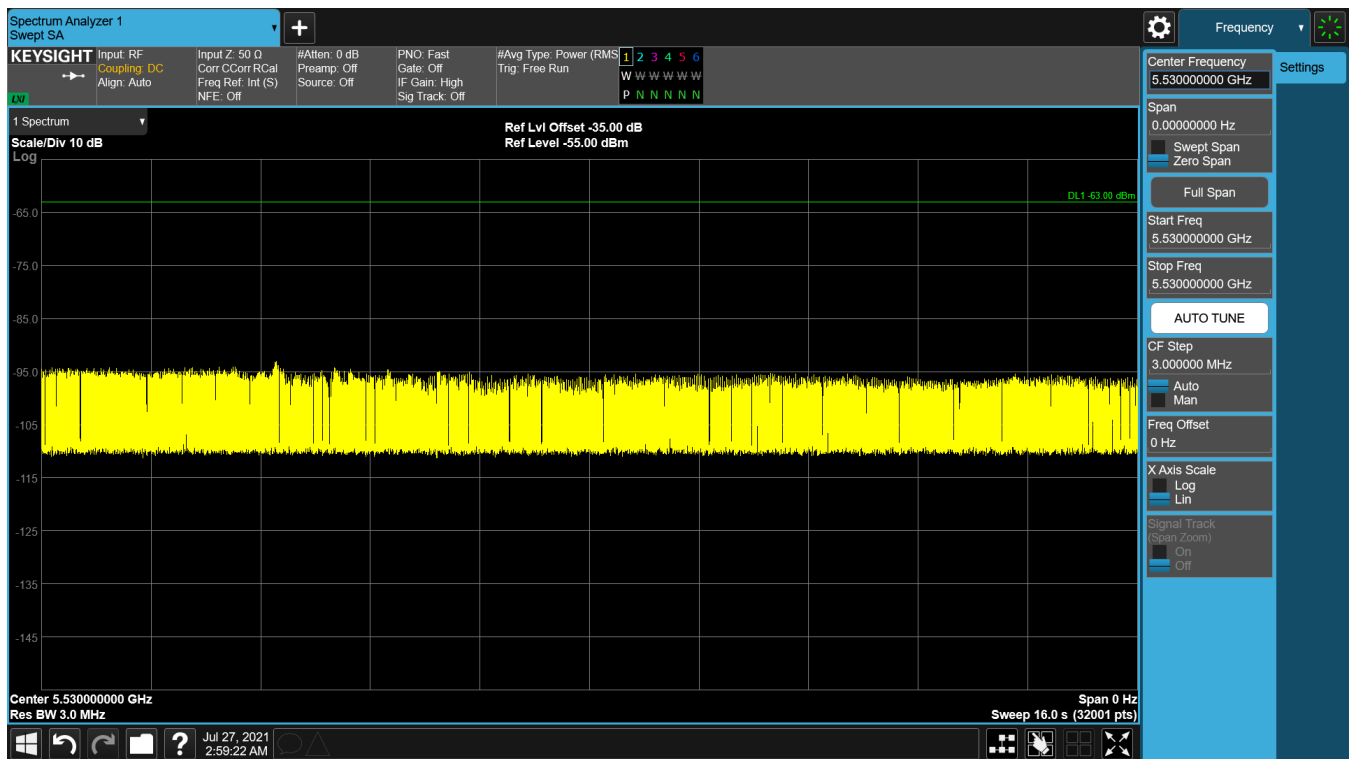 Spectrum Analyzer 1
Swept SA
Frequency
KEYSIGHT
LXI
Input: RF
Coupling: DC
Align: Auto
Input Z: 50 Ω
Corr CCorr RCal
Freq Ref: Int (S)
NFE: Off
#Atten: 0 dB
Preamp: Off
Source: Off
PNO: Fast
Gate: Off
IF Gain: High
Sig Track: Off
#Avg Type: Power (RMS
Trig: Free Run
1 2 3 4 5 6
W W W W W W
P N N N N N
1 Spectrum
Scale/Div 10 dB
Log
Ref Lvl Offset -35.00 dB
Ref Level -55.00 dBm
DL1 -63.00 dBm
-65.0
-75.0
-85.0
-95.0
-105
-115
-125
-135
-145
Center 5.530000000 GHz
Res BW 3.0 MHz
Span 0 Hz
Sweep 16.0 s (32001 pts)
Center Frequency
5.530000000 GHz
Settings
Span
0.00000000 Hz
Swept Span
Zero Span
Full Span
Start Freq
5.530000000 GHz
Stop Freq
5.530000000 GHz
AUTO TUNE
CF Step
3.000000 MHz
Auto
Man
Freq Offset
0 Hz
X Axis Scale
Log
Lin
Signal Track
(Span Zoom)
On
Off
?
Jul 27, 2021
2:59:22 AM